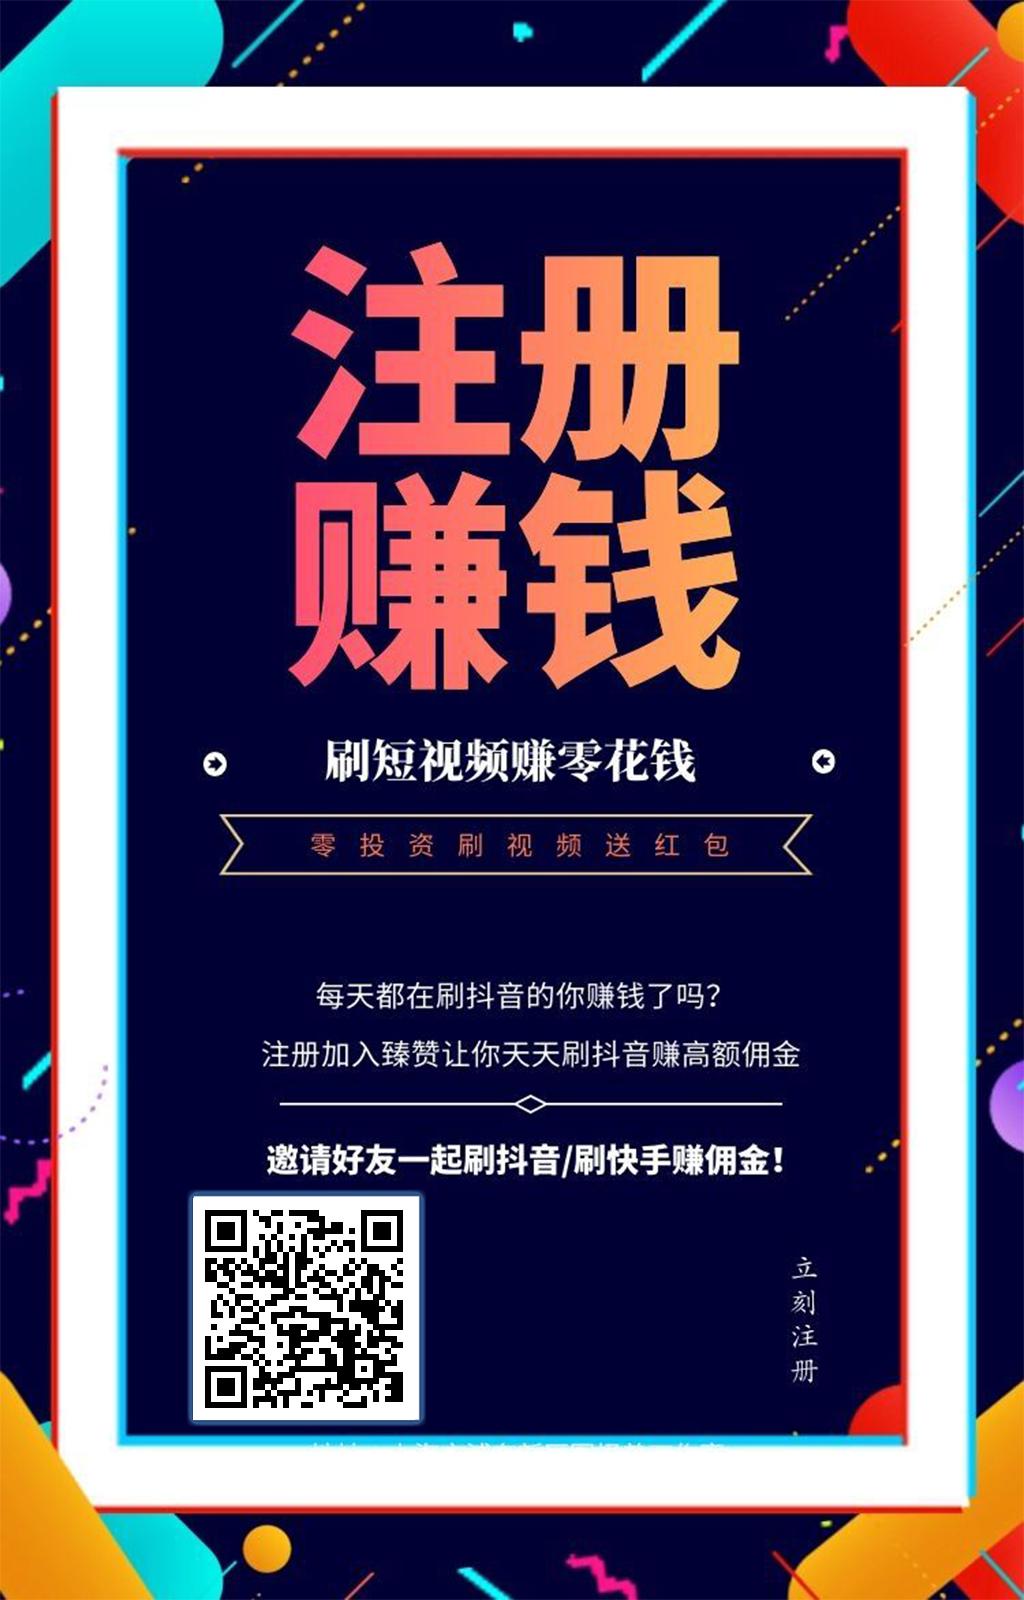 注册
赚钱
刷短视频赚零花钱
零投资刷视频送红包
每天都在刷抖音的你赚钱了吗?
注册加入臻赞让你天天刷抖音赚高额佣金
邀请好友一起刷抖音/刷快手赚佣金!
立刻注册